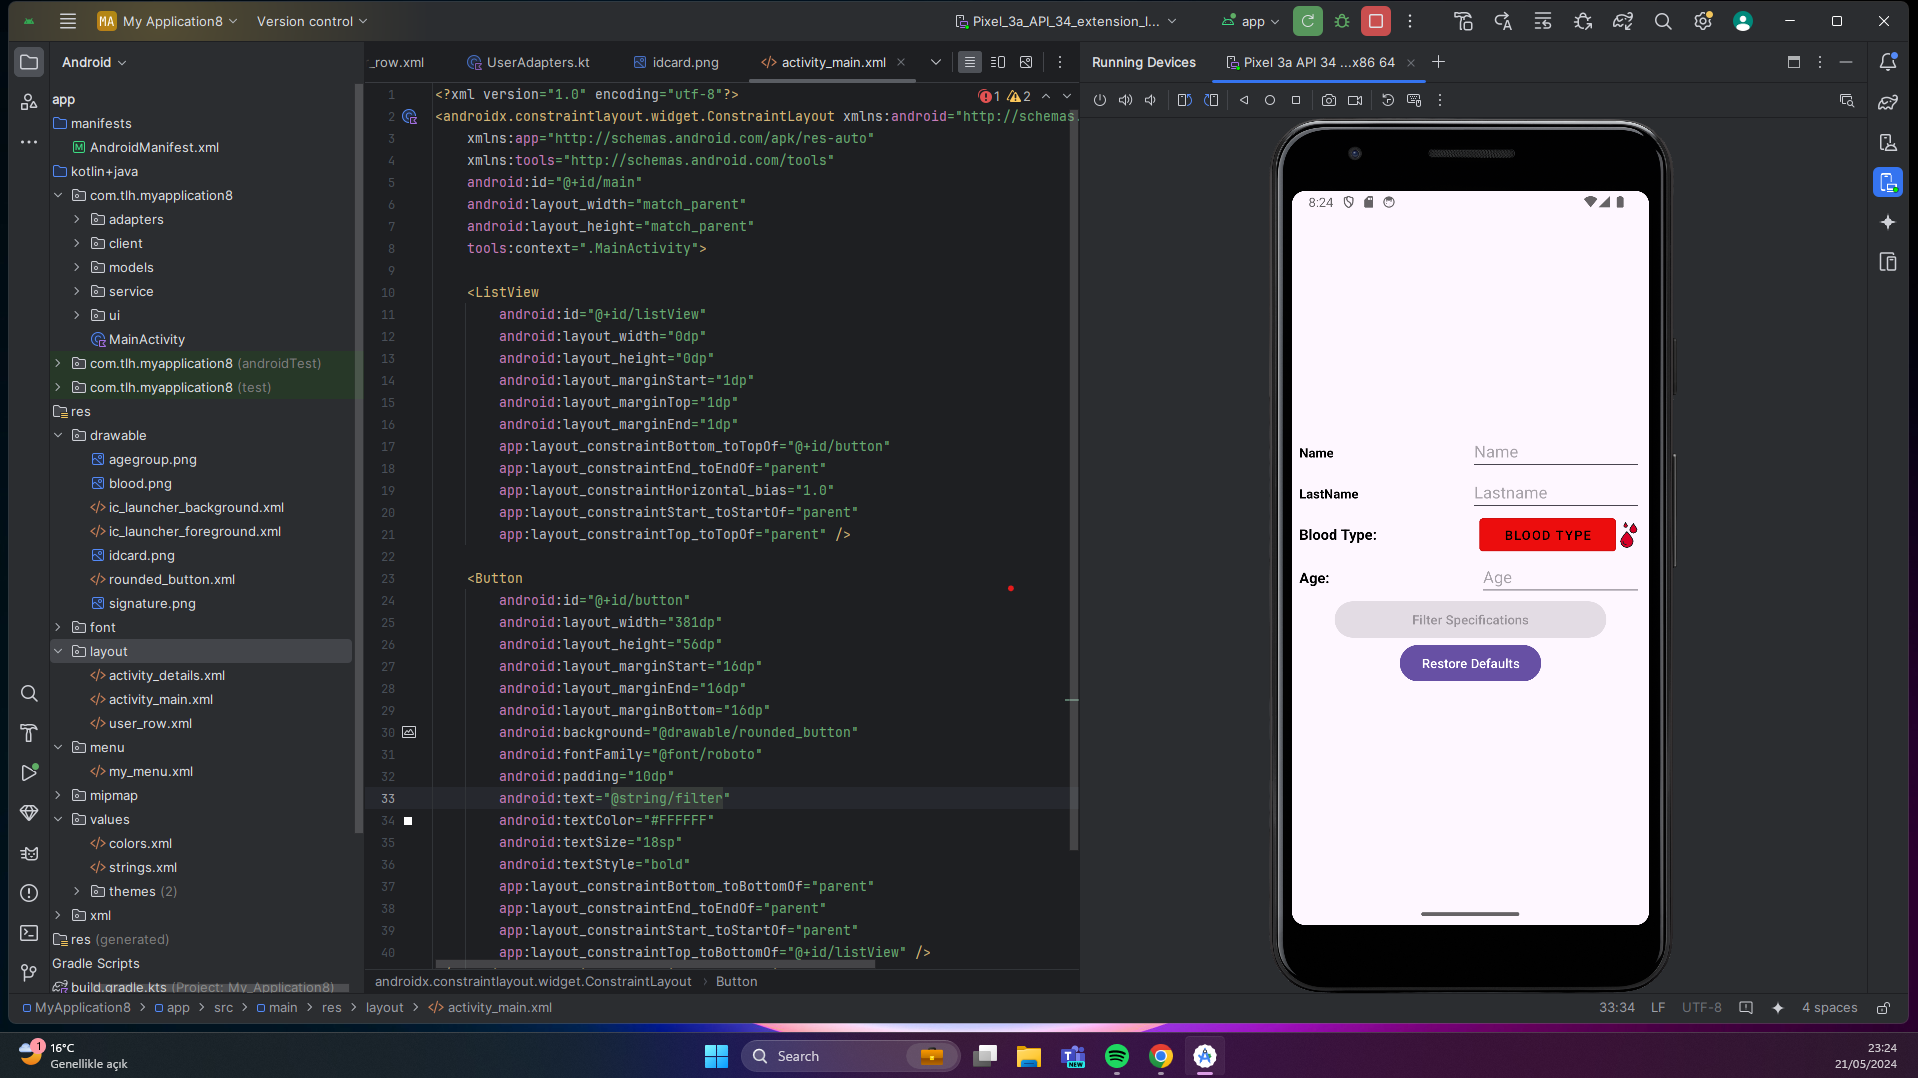 MA My Application8
Version control
Pixel_3a_API_34_extension_l...
app
Android
_row.xml
UserAdapters.kt
idcard.png
activity_main.xml
Running Devices
Pixel 3a API 34 ...x86 64
app
manifests
AndroidManifest.xml
kotlin+java
com.tlh.myapplication8
adapters
client
models
service
ui
MainActivity
com.tlh.myapplication8 (androidTest)
com.tlh.myapplication8 (test)
res
drawable
agegroup.png
blood.png
ic_launcher_background.xml
ic_launcher_foreground.xml
idcard.png
rounded_button.xml
signature.png
font
layout
activity_details.xml
activity_main.xml
user_row.xml
menu
my_menu.xml
mipmap
values
colors.xml
strings.xml
themes (2)
xml
res (generated)
Gradle Scripts
build.gradle.kts (Project: My_Application8)
1 <?xml version="1.0" encoding="utf-8"?>
1 2
2 <androidx.constraintlayout.widget.ConstraintLayout xmlns:android="http://schemas.
3 xmlns:app="http://schemas.android.com/apk/res-auto"
4 xmlns:tools="http://schemas.android.com/tools"
5 android:id="@+id/main"
6 android:layout_width="match_parent"
7 android:layout_height="match_parent"
8 tools:context=".MainActivity">
9
10 <ListView
11 android:id="@+id/listView"
12 android:layout_width="0dp"
13 android:layout_height="0dp"
14 android:layout_marginStart="1dp"
15 android:layout_marginTop="1dp"
16 android:layout_marginEnd="1dp"
17 app:layout_constraintBottom_toTopOf="@+id/button"
18 app:layout_constraintEnd_toEndOf="parent"
19 app:layout_constraintHorizontal_bias="1.0"
20 app:layout_constraintStart_toStartOf="parent"
21 app:layout_constraintTop_toTopOf="parent" />
22
23 <Button
24 android:id="@+id/button"
25 android:layout_width="381dp"
26 android:layout_height="56dp"
27 android:layout_marginStart="16dp"
28 android:layout_marginEnd="16dp"
29 android:layout_marginBottom="16dp"
30 android:background="@drawable/rounded_button"
31 android:fontFamily="@font/roboto"
32 android:padding="10dp"
33 android:text="@string/filter"
34 android:textColor="#FFFFFF"
35 android:textSize="18sp"
36 android:textStyle="bold"
37 app:layout_constraintBottom_toBottomOf="parent"
38 app:layout_constraintEnd_toEndOf="parent"
39 app:layout_constraintStart_toStartOf="parent"
40 app:layout_constraintTop_toBottomOf="@+id/listView" />
androidx.constraintlayout.widget.ConstraintLayout › Button
8:24
Name
Name
LastName
Lastname
Blood Type:
BLOOD TYPE
Age:
Age
Filter Specifications
Restore Defaults
MyApplication8 > app > src > main > res > layout > activity_main.xml
33:34 LF UTF-8 4 spaces
1
16°C
Genellikle açık
Search
NEW
23:24
21/05/2024